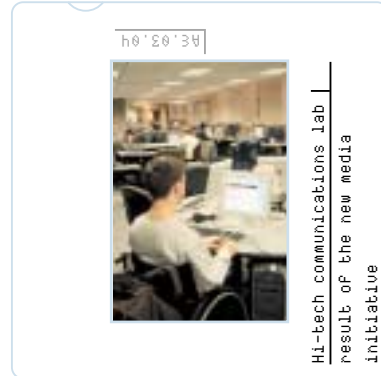 AE.03.04
Hi-tech communications lab
result of the new media
initiative